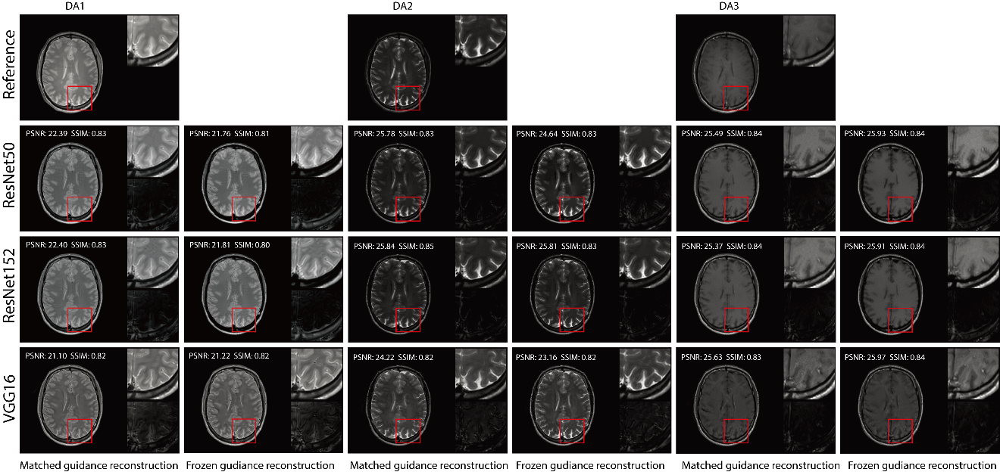 DA1 DA2 DA3
Reference
ResNet50
PSNR: 22.39 SSIM: 0.83 PSNR: 21.76 SSIM: 0.81 PSNR: 25.78 SSIM: 0.83 PSNR: 24.64 SSIM: 0.83 PSNR: 25.49 SSIM: 0.84 PSNR: 25.93 SSIM: 0.84
ResNet152
PSNR: 22.40 SSIM: 0.83 PSNR: 21.81 SSIM: 0.80 PSNR: 25.84 SSIM: 0.85 PSNR: 25.81 SSIM: 0.83 PSNR: 25.37 SSIM: 0.84 PSNR: 25.91 SSIM: 0.84
VGG16
PSNR: 21.10 SSIM: 0.82 PSNR: 21.22 SSIM: 0.82 PSNR: 24.22 SSIM: 0.82 PSNR: 23.16 SSIM: 0.82 PSNR: 25.63 SSIM: 0.83 PSNR: 25.97 SSIM: 0.84
Matched guidance reconstruction Frozen gudiance reconstruction Matched guidance reconstruction Frozen gudiance reconstruction Matched guidance reconstruction Frozen gudiance reconstruction